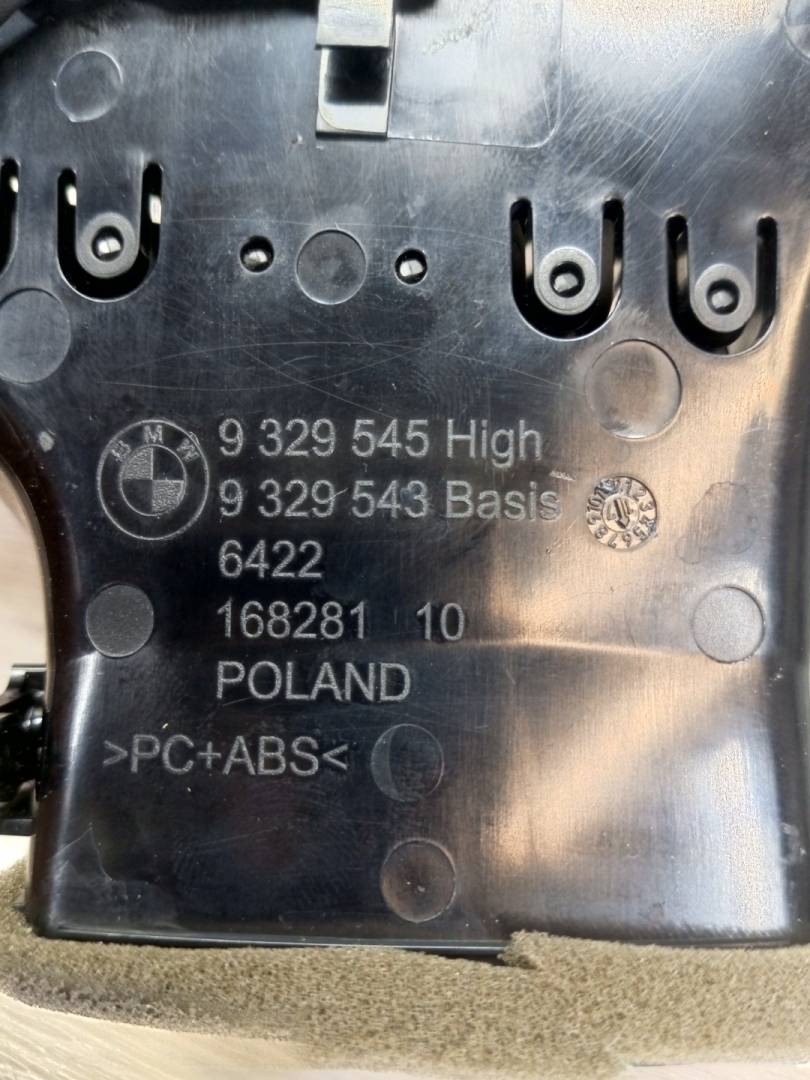 BMW
9 329 545 High
9 329 543 Basis
6422
168281 10
POLAND
>PC+ABS<